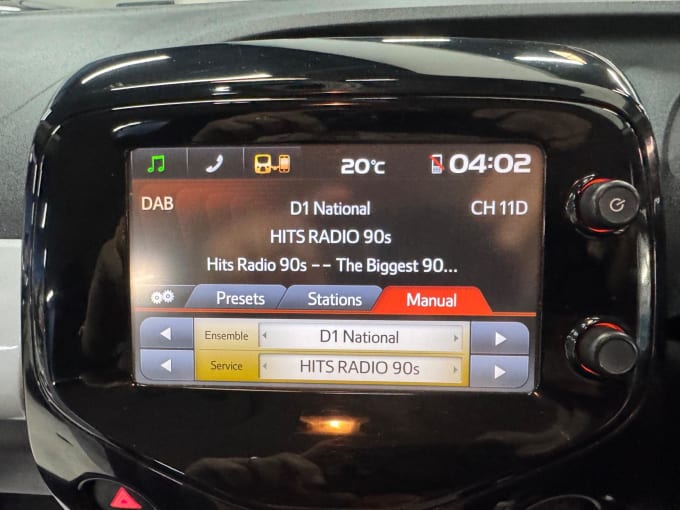 20°C 04:02
DAB D1 National CH 11D
HITS RADIO 90s
Hits Radio 90s -- The Biggest 90...
Presets Stations Manual
Ensemble D1 National
Service HITS RADIO 90s